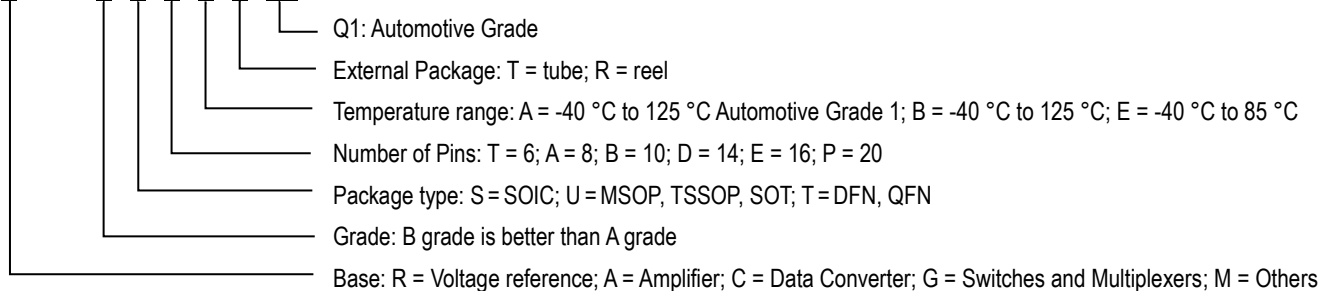 Q1: Automotive Grade
External Package: T = tube; R = reel
Temperature range: A = -40 °C to 125 °C Automotive Grade 1; B = -40 °C to 125 °C; E = -40 °C to 85 °C
Number of Pins: T = 6; A = 8; B = 10; D = 14; E = 16; P = 20
Package type: S = SOIC; U = MSOP, TSSOP, SOT; T = DFN, QFN
Grade: B grade is better than A grade
Base: R = Voltage reference; A = Amplifier; C = Data Converter; G = Switches and Multiplexers; M = Others